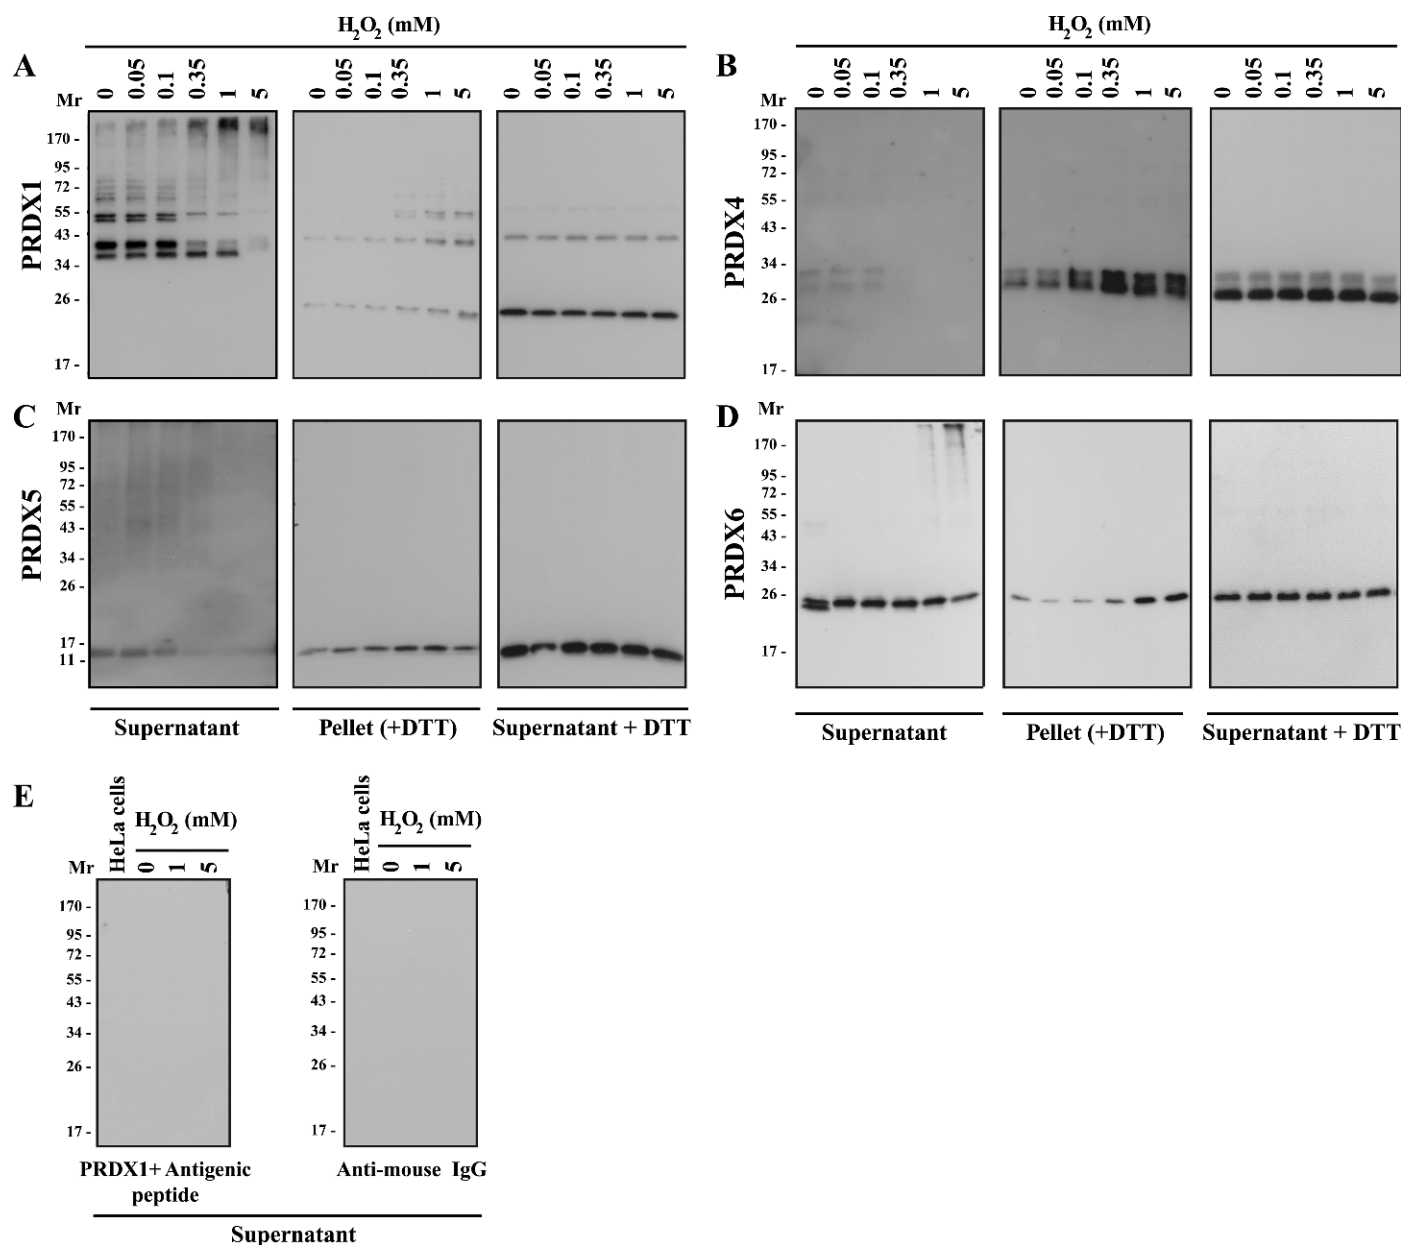 H2O2 (mM)
A
Mr
0 0.05 0.1 0.35 1 5
0 0.05 0.1 0.35 1 5
0 0.05 0.1 0.35 1 5
PRDX1
170 -
95 -
72 -
55 -
43 -
34 -
26 -
17 -
H2O2 (mM)
B
Mr
0 0.05 0.1 0.35 1 5
0 0.05 0.1 0.35 1 5
0 0.05 0.1 0.35 1 5
PRDX4
170 -
95 -
72 -
55 -
43 -
34 -
26 -
17 -
C
Mr
PRDX5
170 -
95 -
72 -
55 -
43 -
34 -
26 -
17 -
11 -
Supernatant
Pellet (+DTT)
Supernatant + DTT
D
Mr
PRDX6
170 -
95 -
72 -
55 -
43 -
34 -
26 -
17 -
Supernatant
Pellet (+DTT)
Supernatant + DTT
E
HeLa cells
H2O2 (mM)
Mr
0 1 5
170 -
95 -
72 -
55 -
43 -
34 -
26 -
17 -
PRDX1+ Antigenic
peptide
HeLa cells
H2O2 (mM)
Mr
0 1 5
170 -
95 -
72 -
55 -
43 -
34 -
26 -
17 -
Anti-mouse IgG
Supernatant